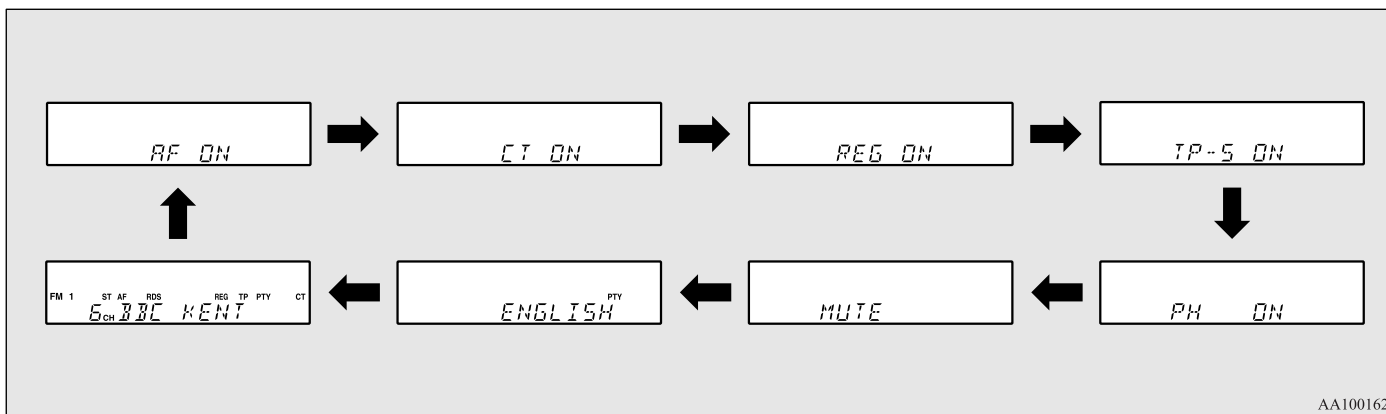 AF ON
CT ON
REG ON
TP-S ON
FM 1 ST AF RDS REG TP PTY CT
6CH BBC KENT
PTY
ENGLISH
MUTE
PH ON
AA100162